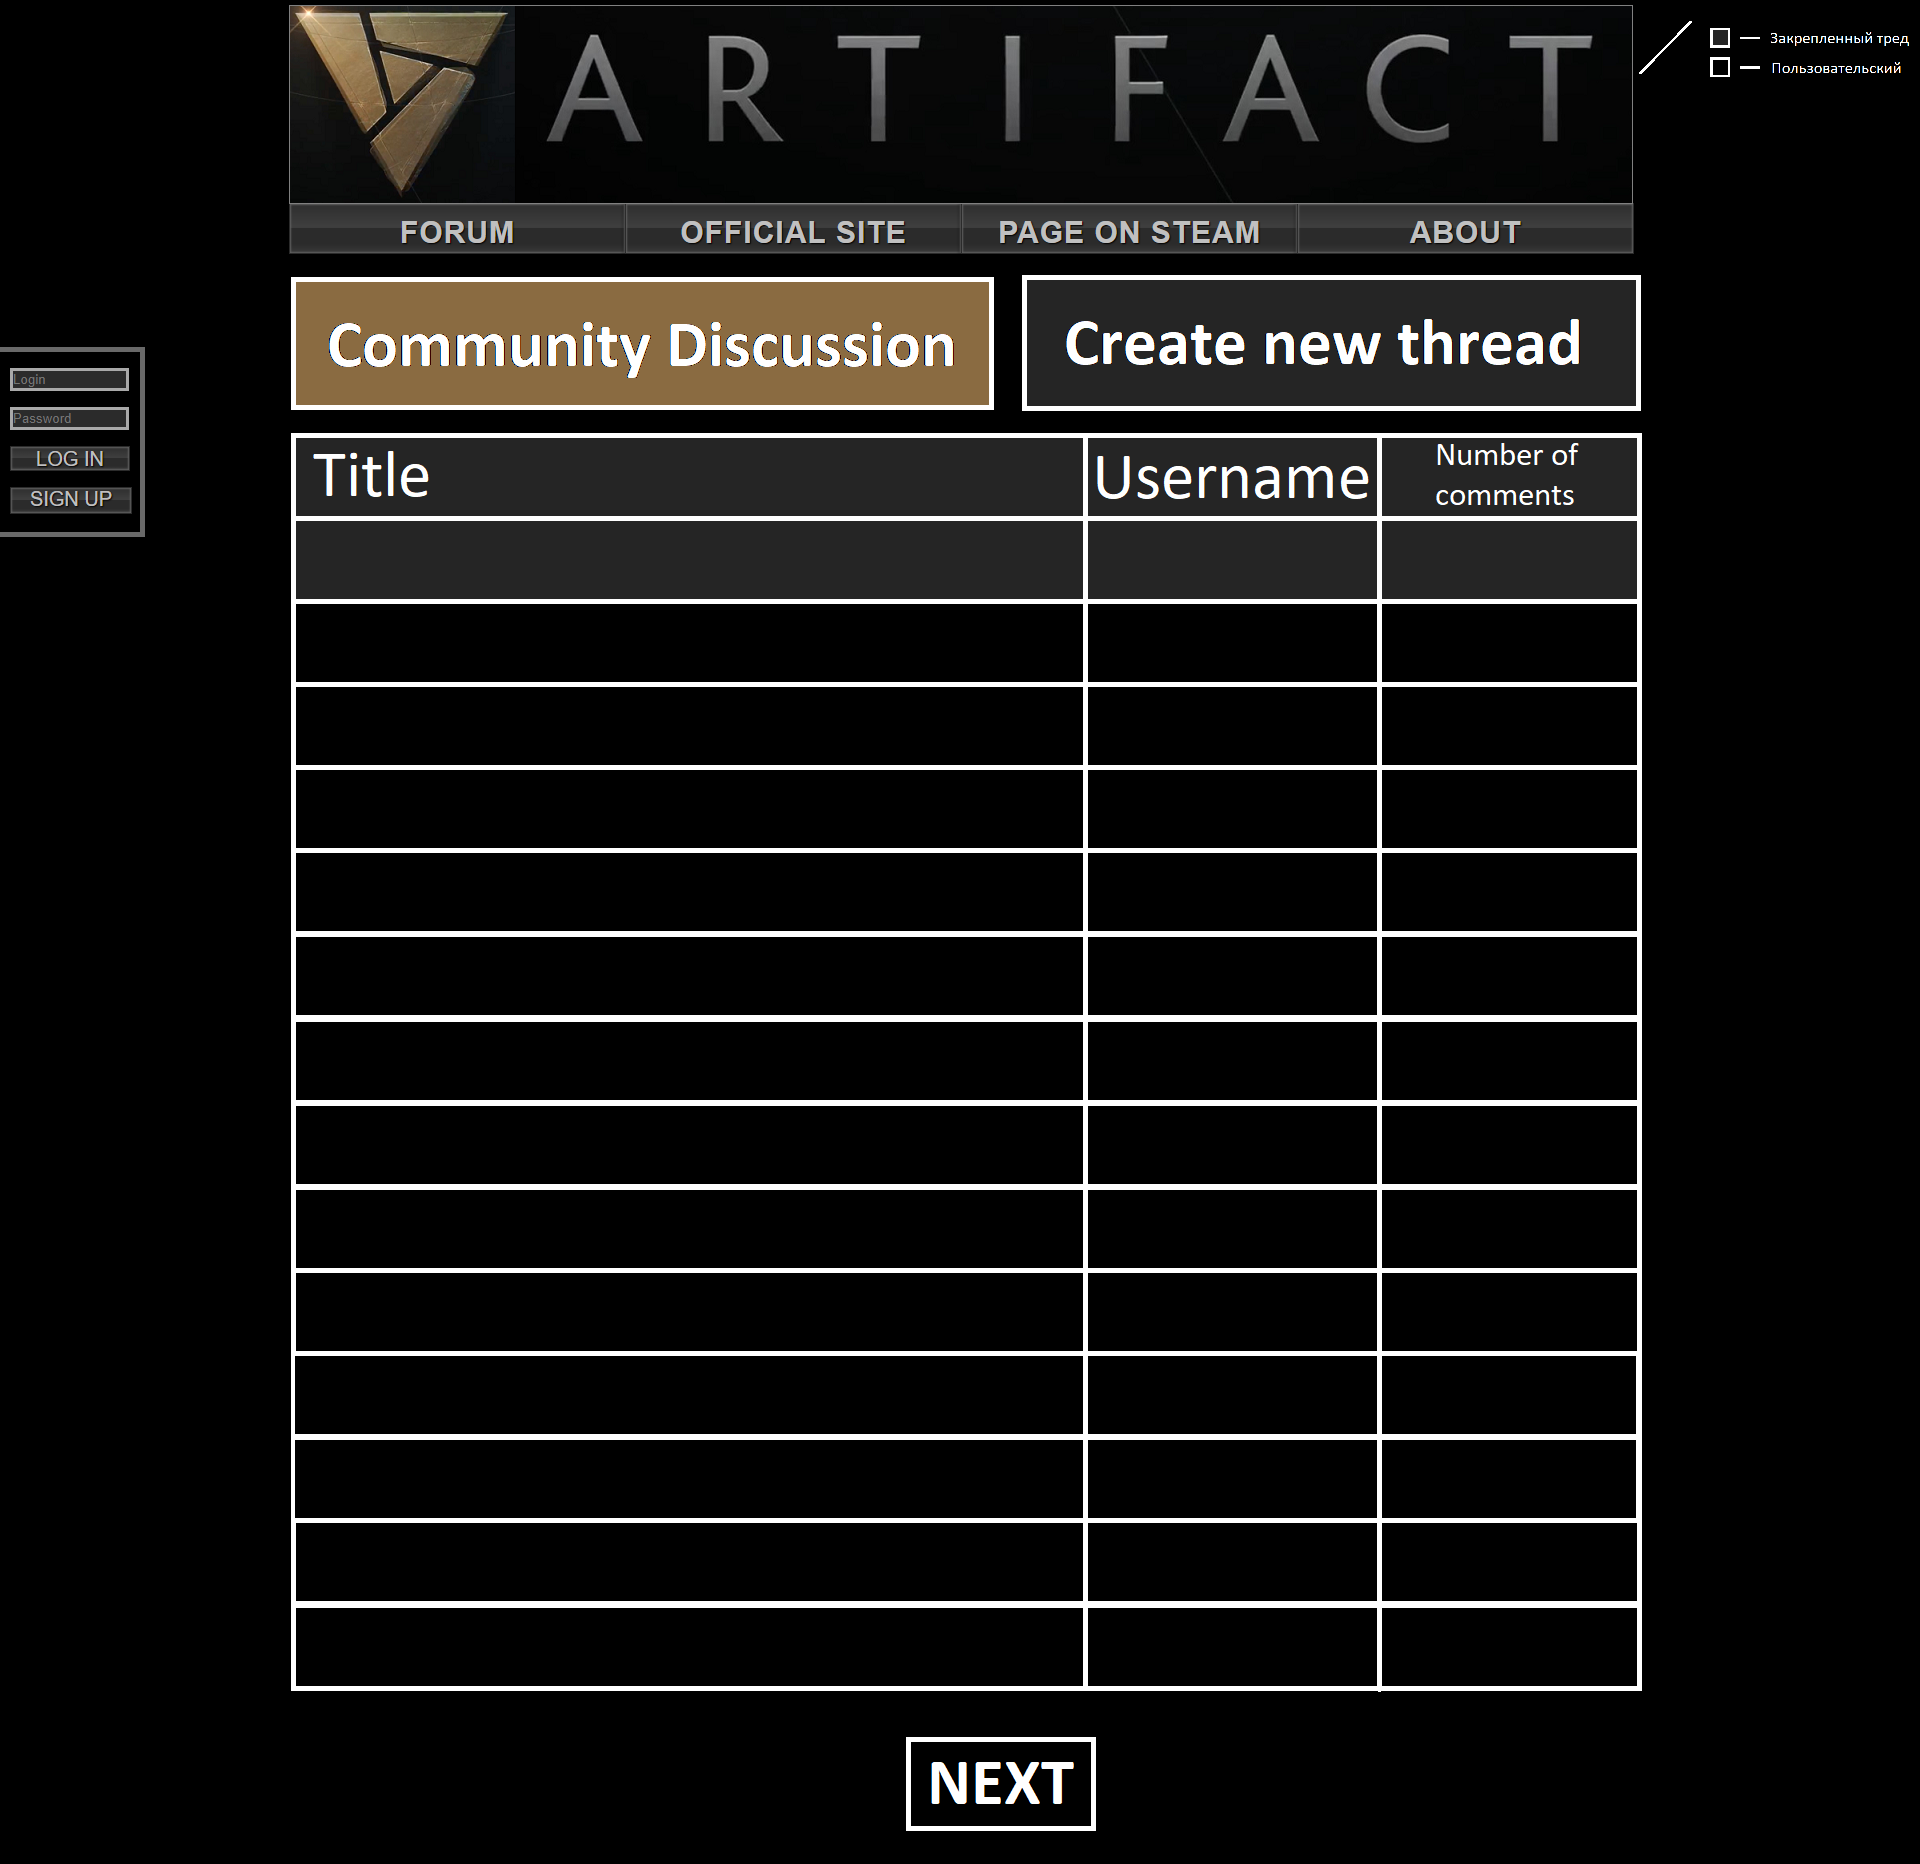 ARTIFACT
Закрепленный тред
Пользовательский
FORUM
OFFICIAL SITE
PAGE ON STEAM
ABOUT
Community Discussion
Create new thread
Login
Password
LOG IN
SIGN UP
Title
Username
Number of
comments
NEXT